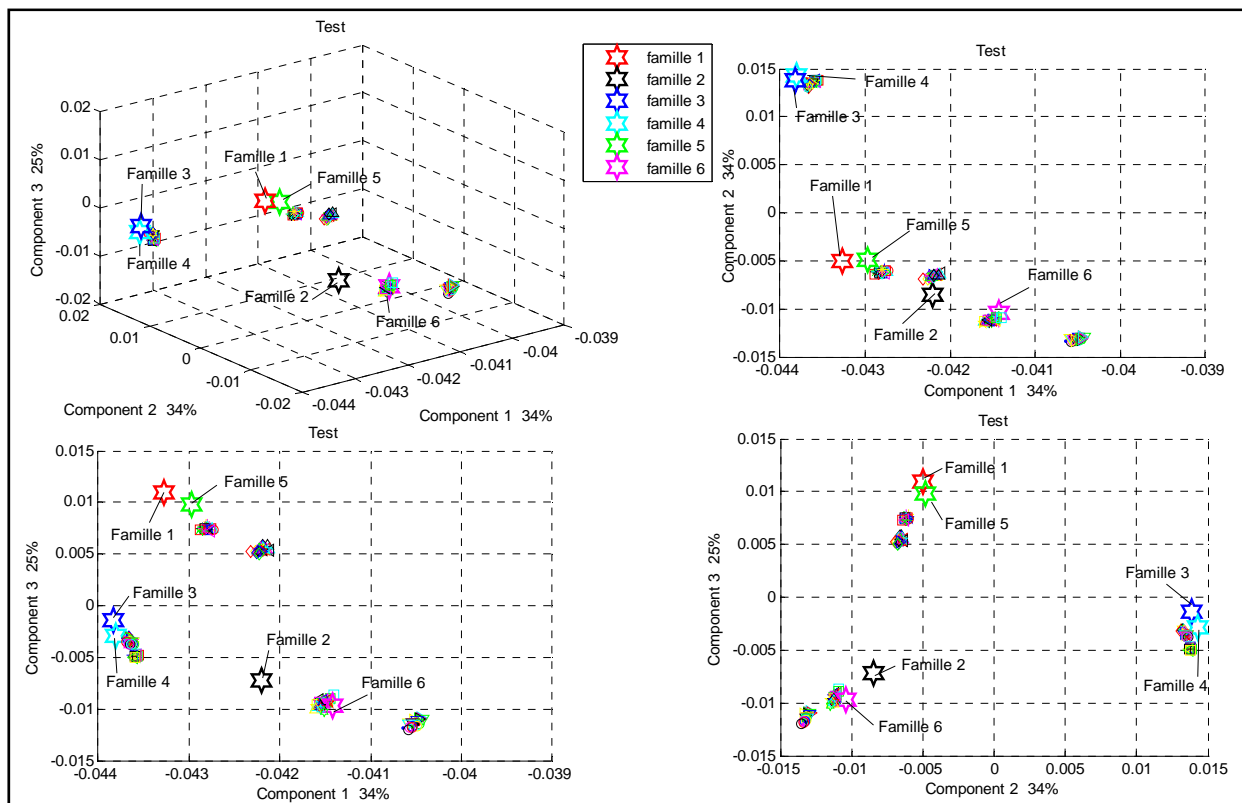 Test
0.02
0.01
0
-0.01
-0.02
Component 3 25%
Famille 1
Famille 3
Famille 5
Famille 4
Famille 2
Famille 6
0.02
0.01
0
-0.01
-0.02
-0.044
-0.043
-0.042
-0.041
-0.04
-0.039
Component 2 34%
Component 1 34%
famille 1
famille 2
famille 3
famille 4
famille 5
famille 6
Test
0.015
0.01
0.005
0
-0.005
-0.01
-0.015
Component 2 34%
Famille 4
Famille 3
Famille 1
Famille 5
Famille 6
Famille 2
-0.044 -0.043 -0.042 -0.041 -0.04 -0.039
Component 1 34%
Test
0.015
0.01
0.005
0
-0.005
-0.01
-0.015
Component 3 25%
Famille 5
Famille 1
Famille 3
Famille 2
Famille 4
Famille 6
-0.044 -0.043 -0.042 -0.041 -0.04 -0.039
Component 1 34%
Test
0.015
0.01
0.005
0
-0.005
-0.01
-0.015
Component 3 25%
Famille 1
Famille 5
Famille 3
Famille 2
Famille 4
Famille 6
-0.015 -0.01 -0.005 0 0.005 0.01 0.015
Component 2 34%